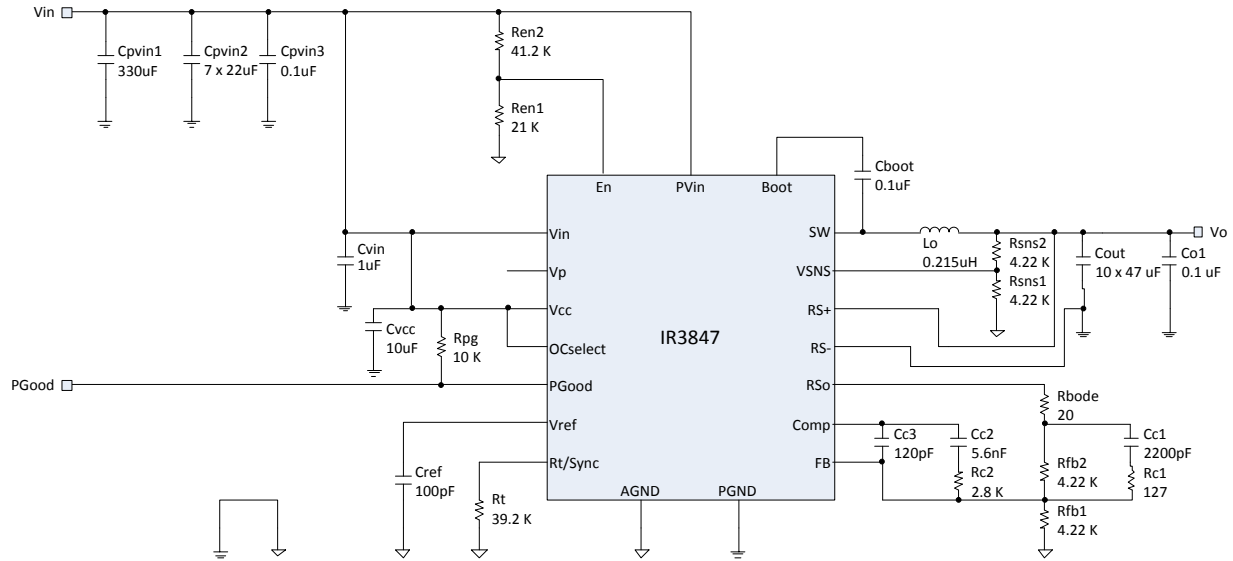 Vin
Cpvin1
330uF
Cpvin2
7 x 22uF
Cpvin3
0.1uF
Ren2
41.2 K
Ren1
21 K
Cboot
0.1uF
En
PVin
Boot
Vin
Vp
Vcc
OCselect
PGood
Vref
Rt/Sync
AGND
PGND
IR3847
SW
VSNS
RS+
RS-
RSo
Comp
FB
Cvin
1uF
Cvcc
10uF
Rpg
10 K
PGood
Cref
100pF
Rt
39.2 K
Lo
0.215uH
Rsns2
4.22 K
Rsns1
4.22 K
Cout
10 x 47 uF
Co1
0.1 uF
Vo
Rbode
20
Cc3
120pF
Cc2
5.6nF
Rc2
2.8 K
Rfb2
4.22 K
Cc1
2200pF
Rc1
127
Rfb1
4.22 K